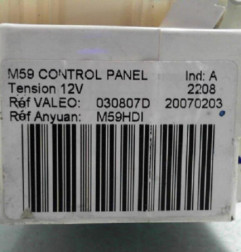 M59 CONTROL PANEL Ind: A
Tension 12V 2208
Réf VALEO: 030807D 20070203
Réf Anyuan: M59HDI